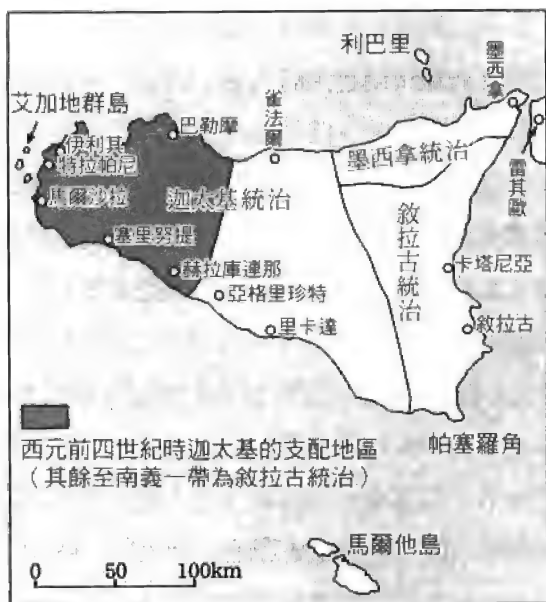 利巴里
墨西拿
艾加地群島
巴勒摩
雀法爾
伊利其
特拉帕尼
墨西拿統治
雷其歐
馬爾沙拉
迦太基統治
敘拉古統治
塞里努提
卡塔尼亞
赫拉庫連那
亞格里珍特
里卡達
敘拉古
西元前四世紀時迦太基的支配地區
(其餘至南義一帶為敘拉古統治)
帕塞羅角
馬爾他島
0 50 100km